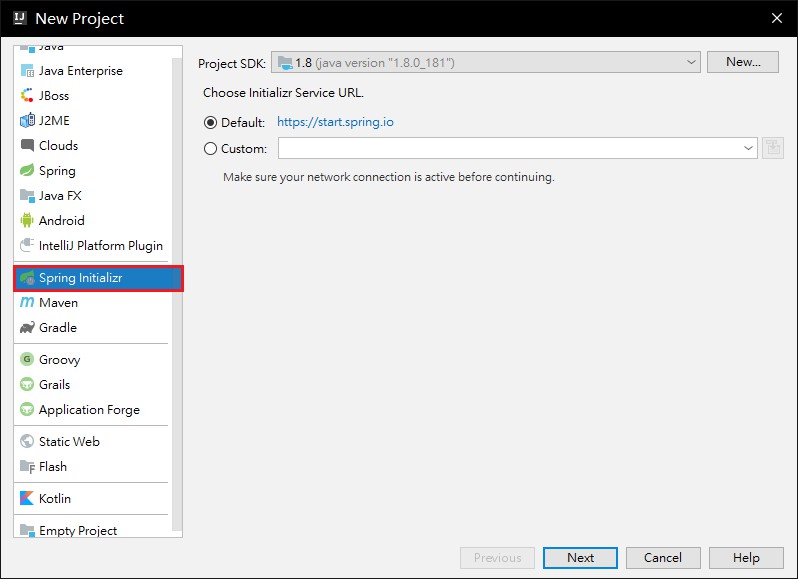 New Project
Java
Java Enterprise
JBoss
J2ME
Clouds
Spring
Java FX
Android
IntelliJ Platform Plugin
Spring Initializr
Maven
Gradle
Groovy
Grails
Application Forge
Static Web
Flash
Kotlin
Empty Project
Project SDK: 1.8 (java version "1.8.0_181") New...
Choose Initializr Service URL.
Default: https://start.spring.io
Custom:
Make sure your network connection is active before continuing.
Previous Next Cancel Help